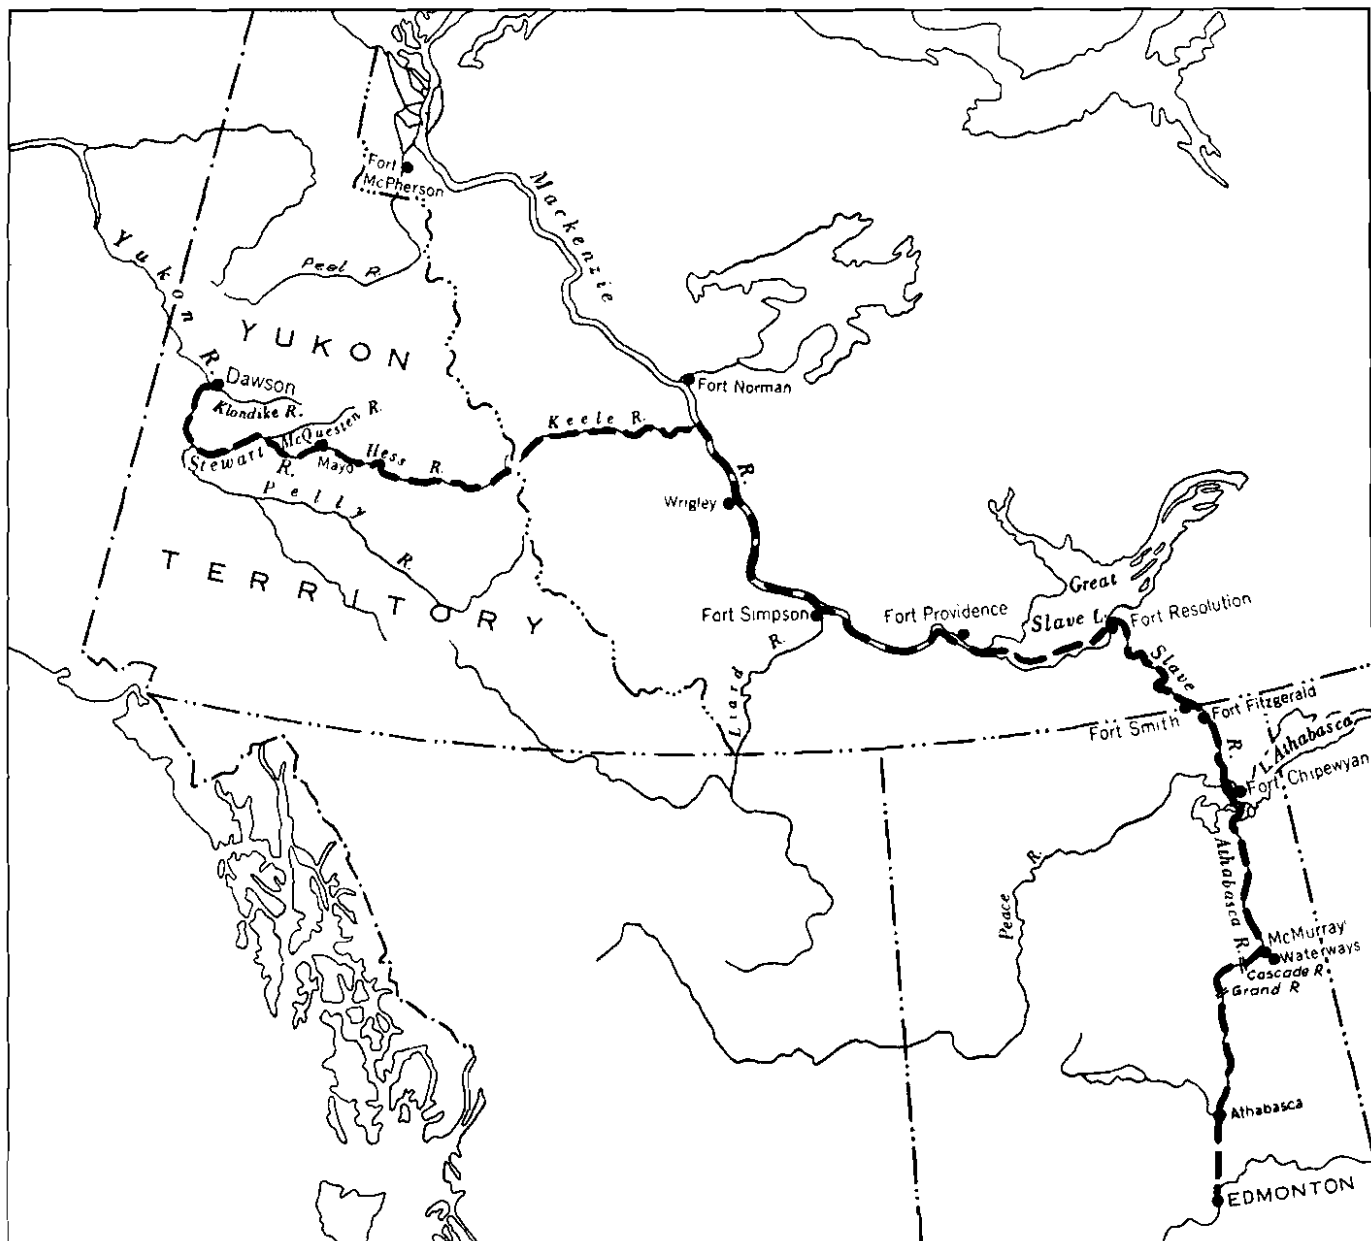 Fort
McPherson
Mackenzie
Yukon R.
Peel R.
YUKON
Dawson
Fort Norman
Klondike R.
McQuesten R.
Keele R.
Stewart R.
Mayo
Hess R.
R.
Pelly R.
Wrigley
TERRITORY
Great
Slave L.
Fort Simpson
Fort Providence
Fort Resolution
Liard R.
Slave R.
Fort Smith
Fort Fitzgerald
L. Athabasca
Fort Chipewyan
Peace R.
Athabasca R.
McMurray
Waterways
Cascade R
Grand R
Athabasca
EDMONTON